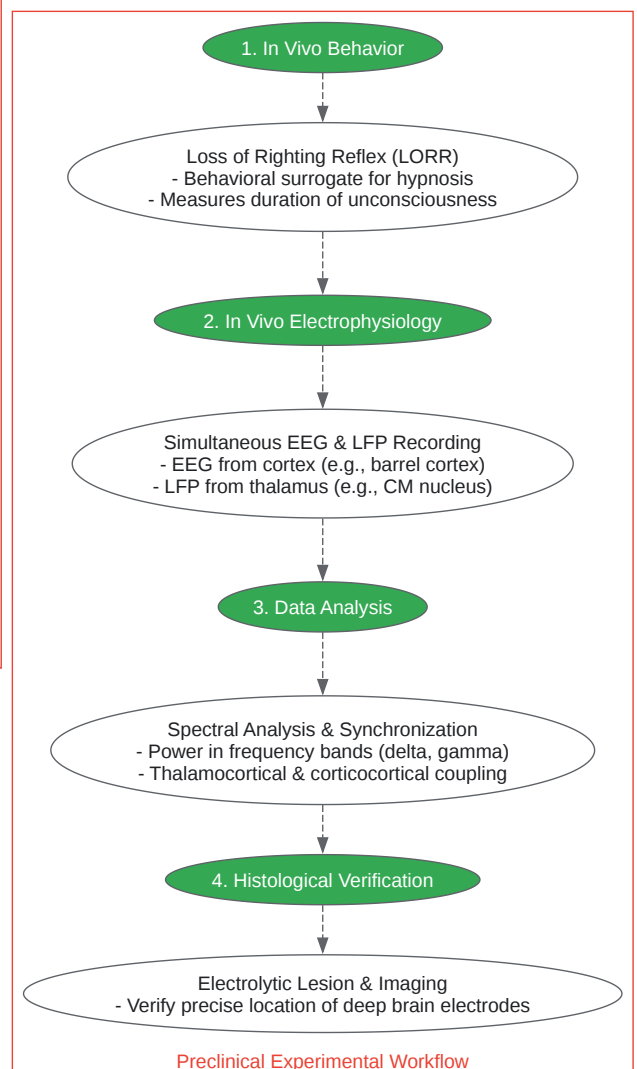 1. In Vivo Behavior
Loss of Righting Reflex (LORR)
- Behavioral surrogate for hypnosis
- Measures duration of unconsciousness
2. In Vivo Electrophysiology
Simultaneous EEG & LFP Recording
- EEG from cortex (e.g., barrel cortex)
- LFP from thalamus (e.g., CM nucleus)
3. Data Analysis
Spectral Analysis & Synchronization
- Power in frequency bands (delta, gamma)
- Thalamocortical & corticocortical coupling
4. Histological Verification
Electrolytic Lesion & Imaging
- Verify precise location of deep brain electrodes
Preclinical Experimental Workflow